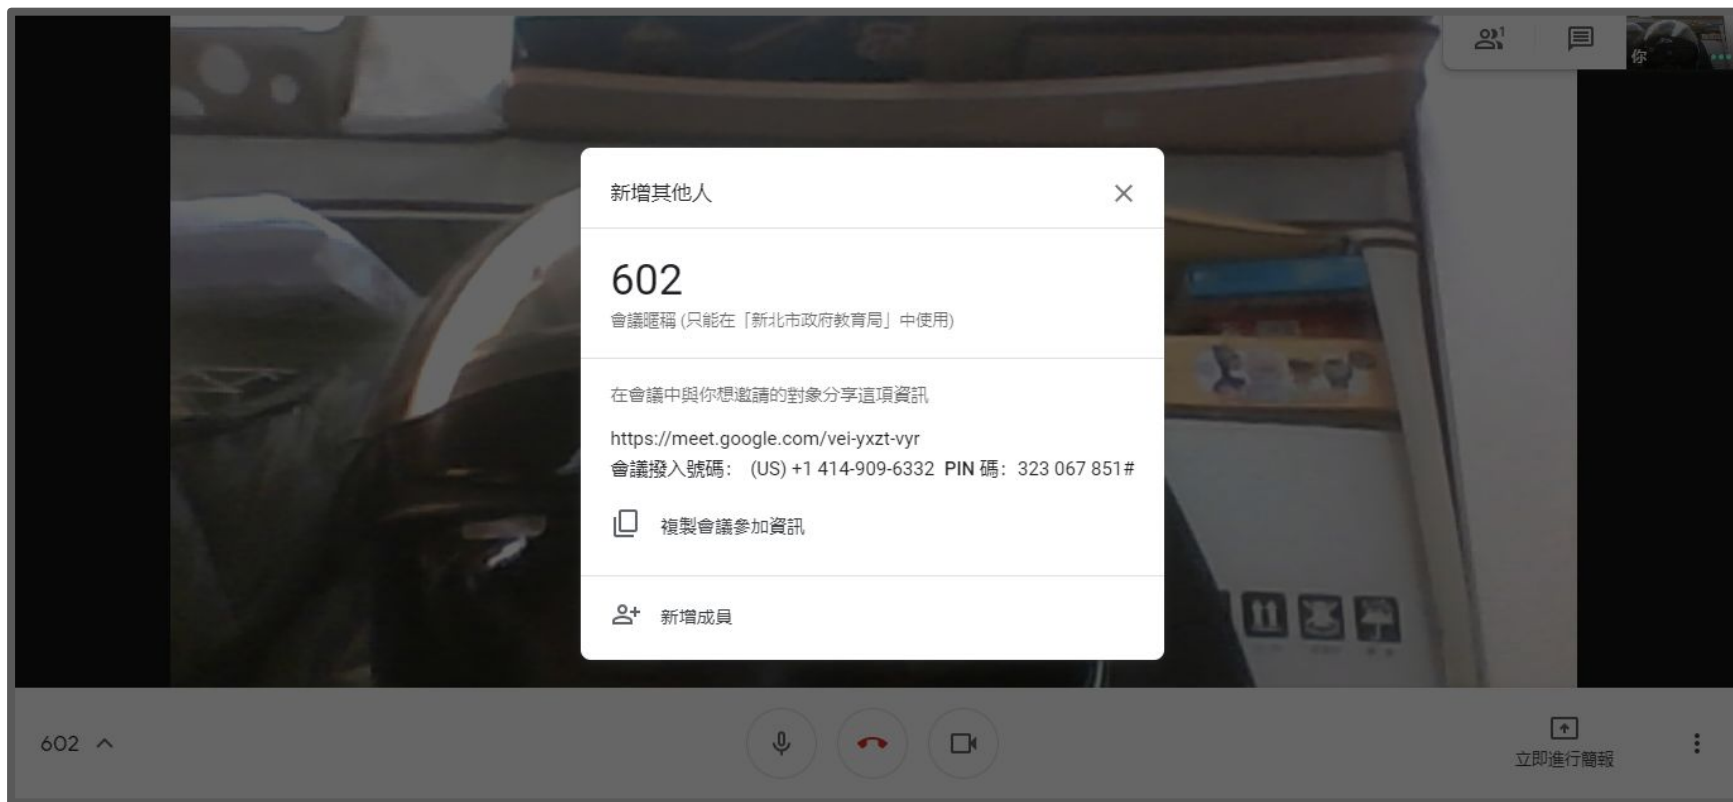 1
你
新增其他人
602
會議暱稱 (只能在「新北市政府教育局」中使用)
在會議中與你想邀請的對象分享這項資訊
https://meet.google.com/vei-yxzt-vyr
會議撥入號碼： (US) +1 414-909-6332 PIN 碼：323 067 851#
複製會議參加資訊
新增成員
602
立即進行簡報